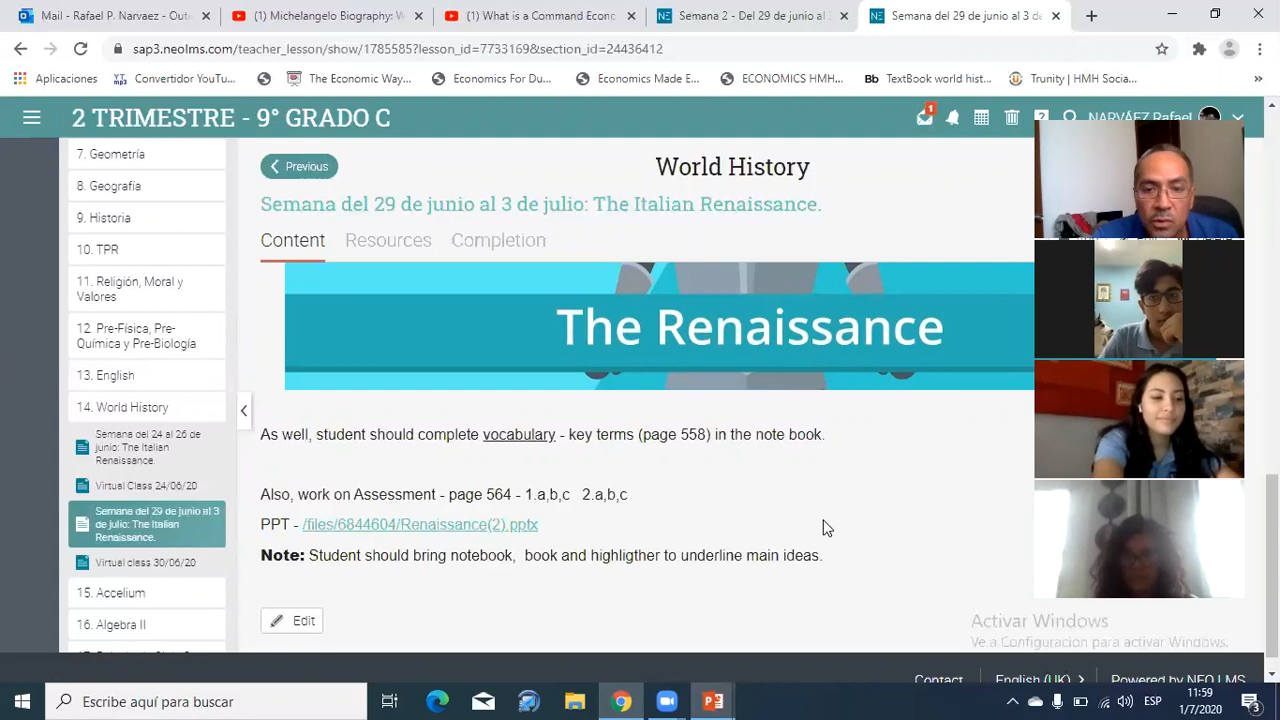 Mail - Rafael P. Narvaez - Out
(1) Michelangelo Biography:
(1) What is a Command Econ
Semana 2 - Del 29 de junio al 3
Semana del 29 de junio al 3 de
sap3.neolms.com/teacher_lesson/show/1785585?lesson_id=7733169&section_id=24436412
Aplicaciones
Convertidor YouTu...
The Economic Way...
Economics For Du...
Economics Made E...
ECONOMICS HMH...
Bb TextBook world hist...
Trunity | HMH Socia...
»
2 TRIMESTRE - 9° GRADO C
1
?
NARVÁEZ Rafael
7. Geometría
8. Geografía
9. Historia
10. TPR
11. Religión, Moral y
Valores
12. Pre-Física, Pre-
Química y Pre-Biología
13. English
14. World History
Semana del 24 al 26 de
junio: The Italian
Renaissance.
Virtual Class 24/06/20
Semana del 29 de junio al 3
de julio: The Italian
Renaissance.
Virtual class 30/06/20
15. Accelium
16. Algebra II
Previous
World History
Semana del 29 de junio al 3 de julio: The Italian Renaissance.
Content Resources Completion
The Renaissance
As well, student should complete vocabulary - key terms (page 558) in the note book.
Also, work on Assessment - page 564 - 1.a,b,c 2.a,b,c
PPT - /files/6844604/Renaissance(2).pptx
Note: Student should bring notebook, book and highligther to underline main ideas.
Edit
Activar Windows
Ve a Configuración para activar Windows.
Contact English (UK) Powered by NEO LMS
Escribe aquí para buscar
ESP
11:59
1/7/2020
3